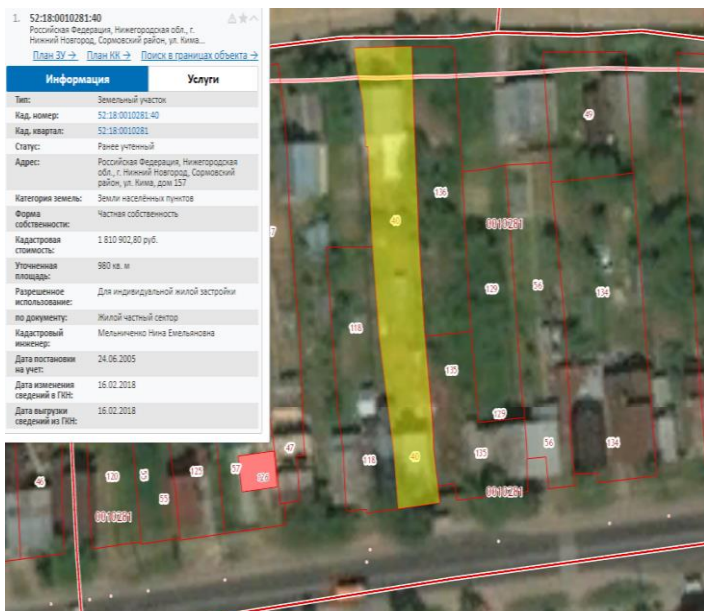 1. 52:18:0010281:40
Российская Федерация, Нижегородская обл., г.
Нижний Новгород, Сормовский район, ул. Кима...
План ЗУ → План КК → Поиск в границах объекта →
Информация Услуги
Тип: Земельный участок
Кад. номер: 52:18:0010281:40
Кад. квартал: 52:18:0010281
Статус: Ранее учтенный
Адрес: Российская Федерация, Нижегородская
обл., г. Нижний Новгород, Сормовский
район, ул. Кима, дом 157
Категория земель: Земли населённых пунктов
Форма
собственности: Частная собственность
Кадастровая
стоимость: 1 810 902,80 руб.
Уточненная
площадь: 980 кв. м
Разрешенное
использование: Для индивидуальной жилой застройки
по документу: Жилой частный сектор
Кадастровый
инженер: Мельниченко Нина Емельяновна
Дата постановки
на учет: 24.06.2005
Дата изменения
сведений в ГКН: 16.02.2018
Дата выгрузки
сведений из ГКН: 16.02.2018
49
136
40
0010281
7
129
56
134
118
135
129
47
118
40
135
56
134
46
120
55
125
57
126
0010281
0010281